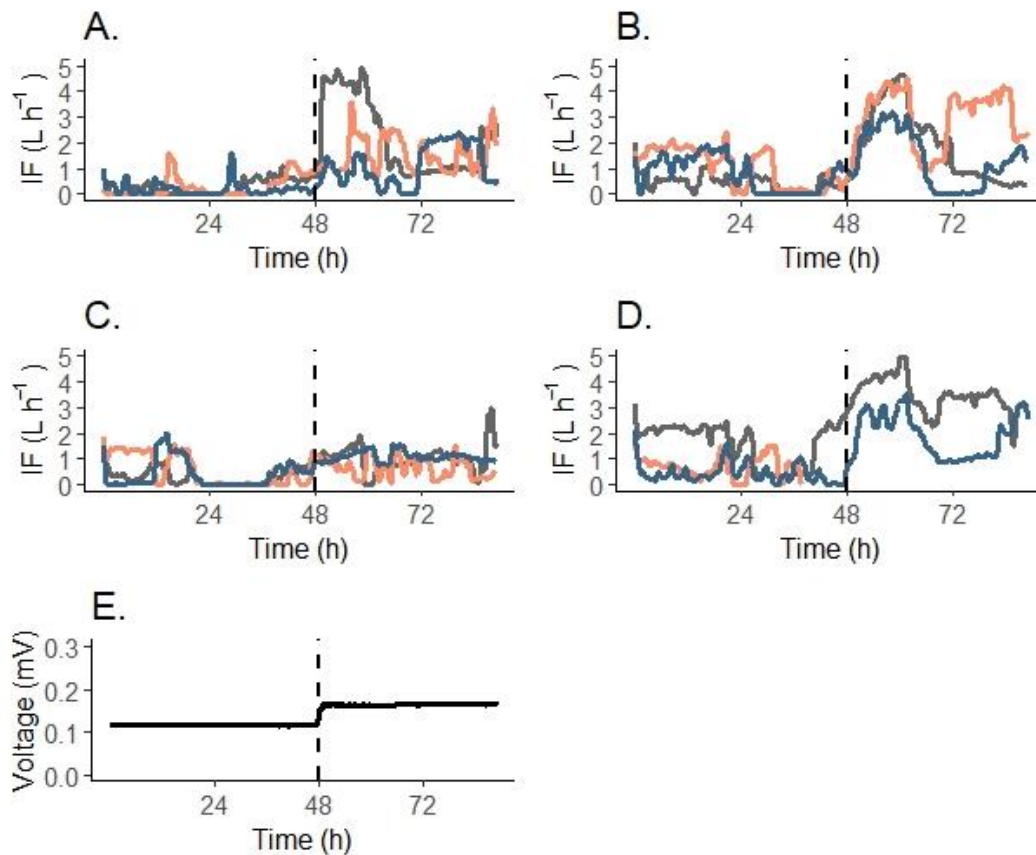 A.
IF (L h⁻¹ )
5
4
3
2
1
0
24 48 72
Time (h)
B.
IF (L h⁻¹ )
5
4
3
2
1
0
24 48 72
Time (h)
C.
IF (L h⁻¹ )
5
4
3
2
1
0
24 48 72
Time (h)
D.
IF (L h⁻¹ )
5
4
3
2
1
0
24 48 72
Time (h)
E.
Voltage (mV)
0.3
0.2
0.1
0.0
24 48 72
Time (h)